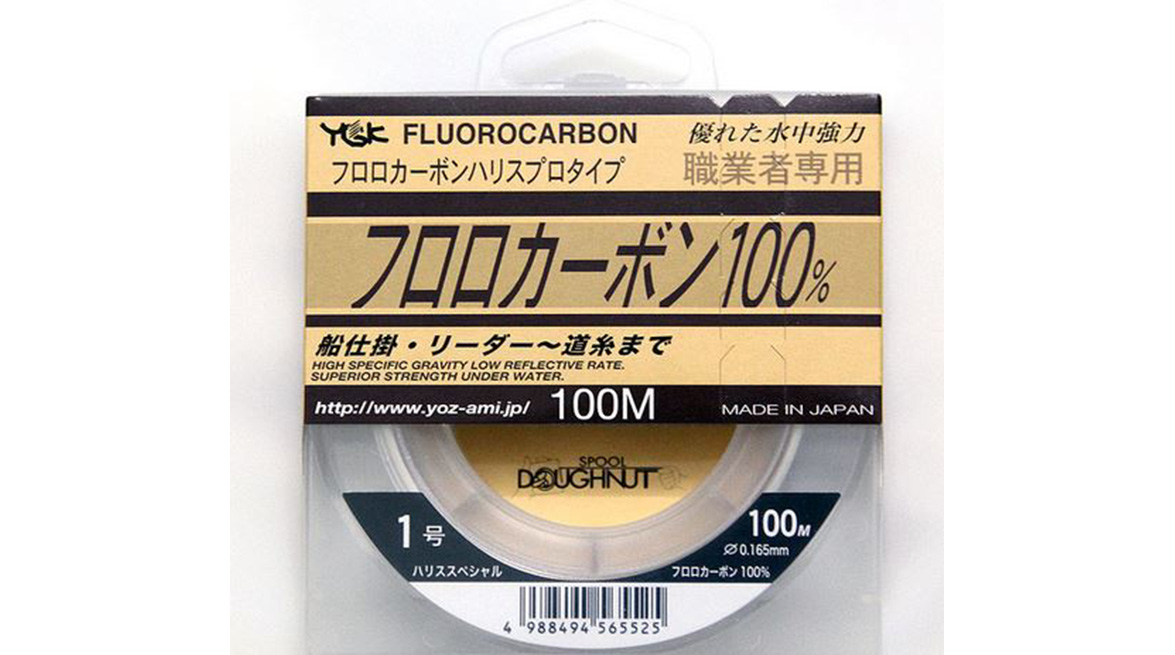 YGK FLUOROCARBON 優れた水中強力
フロロカーボンハリスプロタイプ 職業者専用
フロロカーボン100%
船仕掛・リーダー〜道糸まで
HIGH SPECIFIC GRAVITY LOW REFLECTIVE RATE.
SUPERIOR STRENGTH UNDER WATER.
http://www.yoz-ami.jp/ 100M MADE IN JAPAN
SPOOL
DOUGHNUT
1号 100M
⌀0.165mm
ハリススペシャル フロロカーボン100%
4 988494 565525